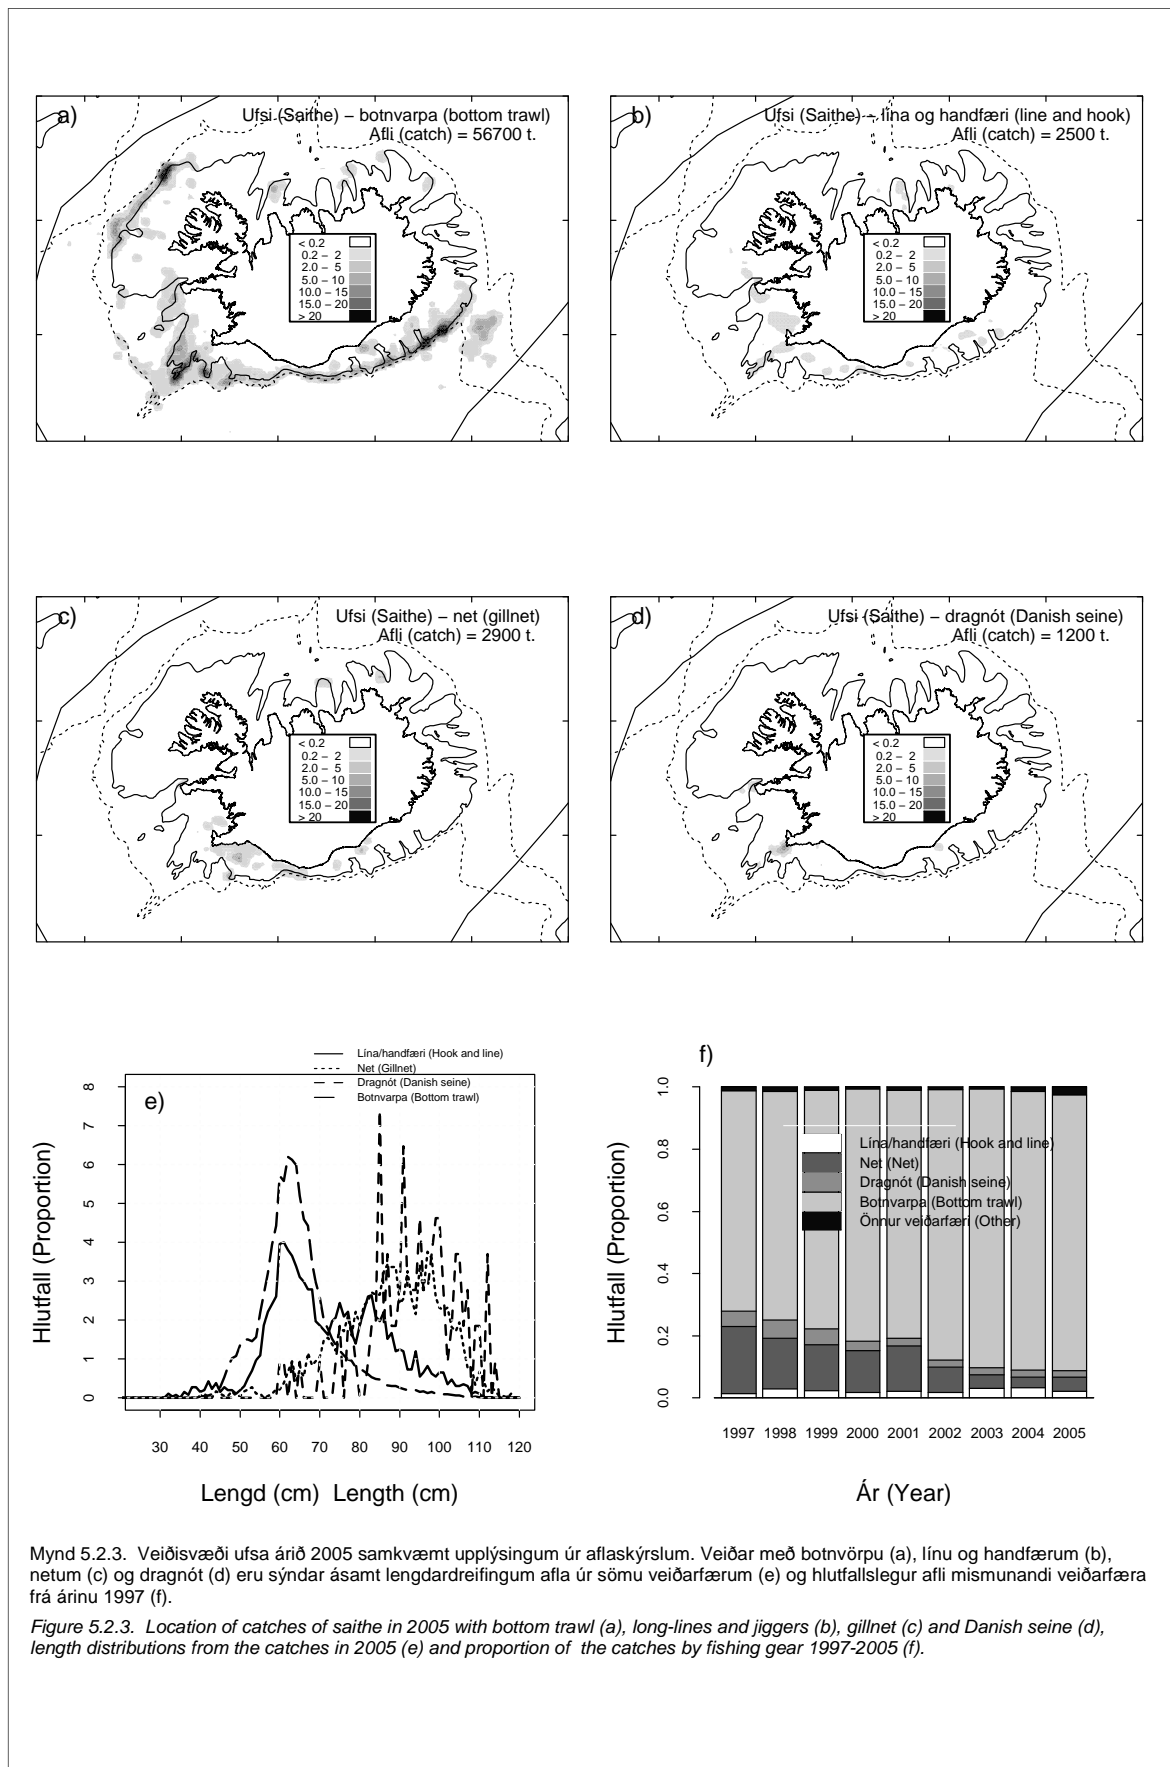 a)
Ufsi (Saithe) – botnvarpa (bottom trawl)
Afli (catch) = 56700 t.
< 0.2
0.2 – 2
2.0 – 5
5.0 – 10
10.0 – 15
15.0 – 20
> 20
b)
Ufsi (Saithe) – lína og handfæri (line and hook)
Afli (catch) = 2500 t.
< 0.2
0.2 – 2
2.0 – 5
5.0 – 10
10.0 – 15
15.0 – 20
> 20
c)
Ufsi (Saithe) – net (gillnet)
Afli (catch) = 2900 t.
< 0.2
0.2 – 2
2.0 – 5
5.0 – 10
10.0 – 15
15.0 – 20
> 20
d)
Ufsi (Saithe) – dragnót (Danish seine)
Afli (catch) = 1200 t.
< 0.2
0.2 – 2
2.0 – 5
5.0 – 10
10.0 – 15
15.0 – 20
> 20
e)
Lína/handfæri (Hook and line)
Net (Gillnet)
Dragnót (Danish seine)
Botnvarpa (Bottom trawl)
Hlutfall (Proportion)
8
7
6
5
4
3
2
1
0
30 40 50 60 70 80 90 100 110 120
Lengd (cm) Length (cm)
f)
Hlutfall (Proportion)
1.0
0.8
0.6
0.4
0.2
0.0
Lína/handfæri (Hook and line)
Net (Net)
Dragnót (Danish seine)
Botnvarpa (Bottom trawl)
Önnur veiðarfæri (Other)
1997 1998 1999 2000 2001 2002 2003 2004 2005
Ár (Year)
Mynd 5.2.3. Veiðisvæði ufsa árið 2005 samkvæmt upplýsingum úr aflaskýrslum. Veiðar með botnvörpu (a), línu og handfærum (b),
netum (c) og dragnót (d) eru sýndar ásamt lengdardreifingum afla úr sömu veiðarfærum (e) og hlutfallslegur afli mismunandi veiðarfæra
frá árinu 1997 (f).
Figure 5.2.3. Location of catches of saithe in 2005 with bottom trawl (a), long-lines and jiggers (b), gillnet (c) and Danish seine (d),
length distributions from the catches in 2005 (e) and proportion of the catches by fishing gear 1997-2005 (f).